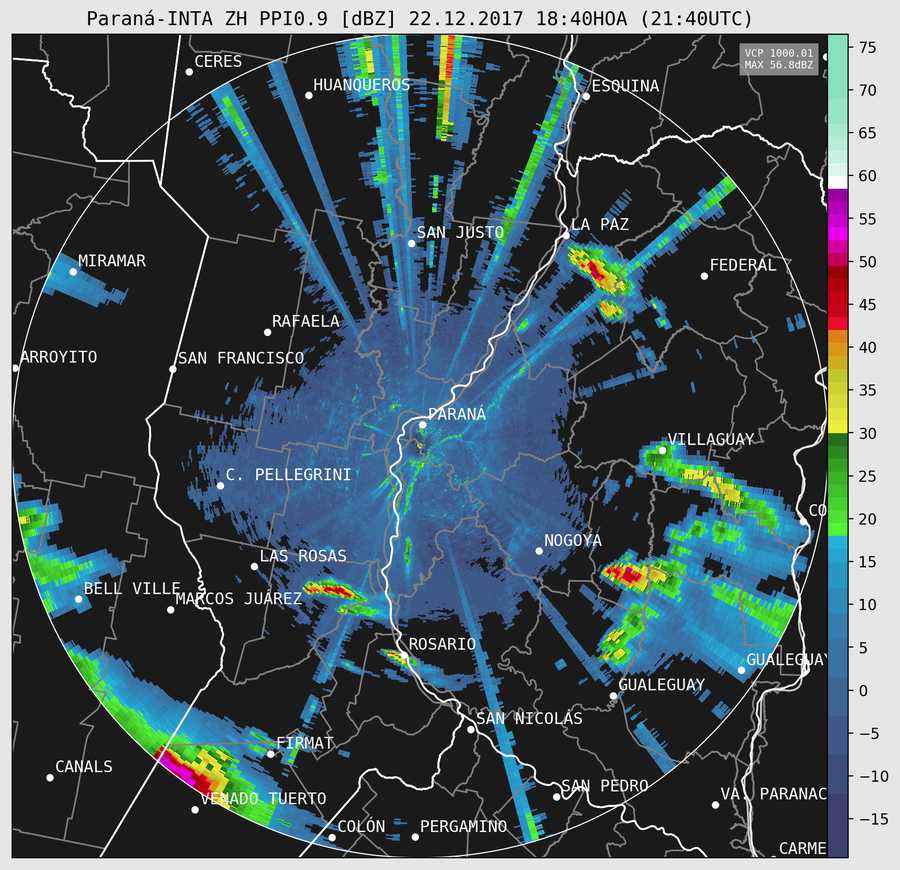 Paraná-INTA ZH PPI0.9 [dBZ] 22.12.2017 18:40HOA (21:40UTC)
VCP 1000.01
MAX 56.8dBZ
75
70
65
60
55
50
45
40
35
30
25
20
15
10
5
0
−5
−10
−15
CERES
HUANQUEROS
ESQUINA
SAN JUSTO
LA PAZ
MIRAMAR
FEDERAL
RAFAELA
ARROYITO
SAN FRANCISCO
PARANÁ
VILLAGUAY
C. PELLEGRINI
CO
NOGOYA
LAS ROSAS
BELL VILLE
MARCOS JUÁREZ
ROSARIO
GUALEGUAY
GUALEGUAY
SAN NICOLÁS
FIRMAT
CANALS
SAN PEDRO
VENADO TUERTO
VA. PARANAC
COLÓN
PERGAMINO
CARME